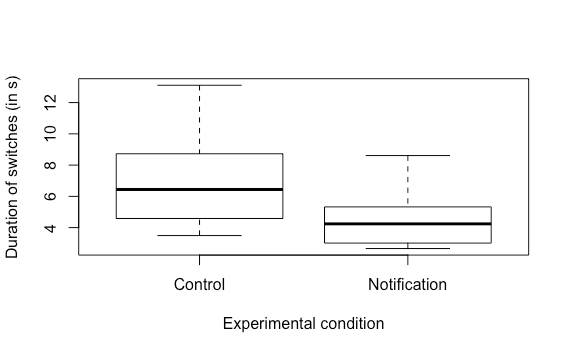 Duration of switches (in s)
12
10
8
6
4
Control Notification
Experimental condition